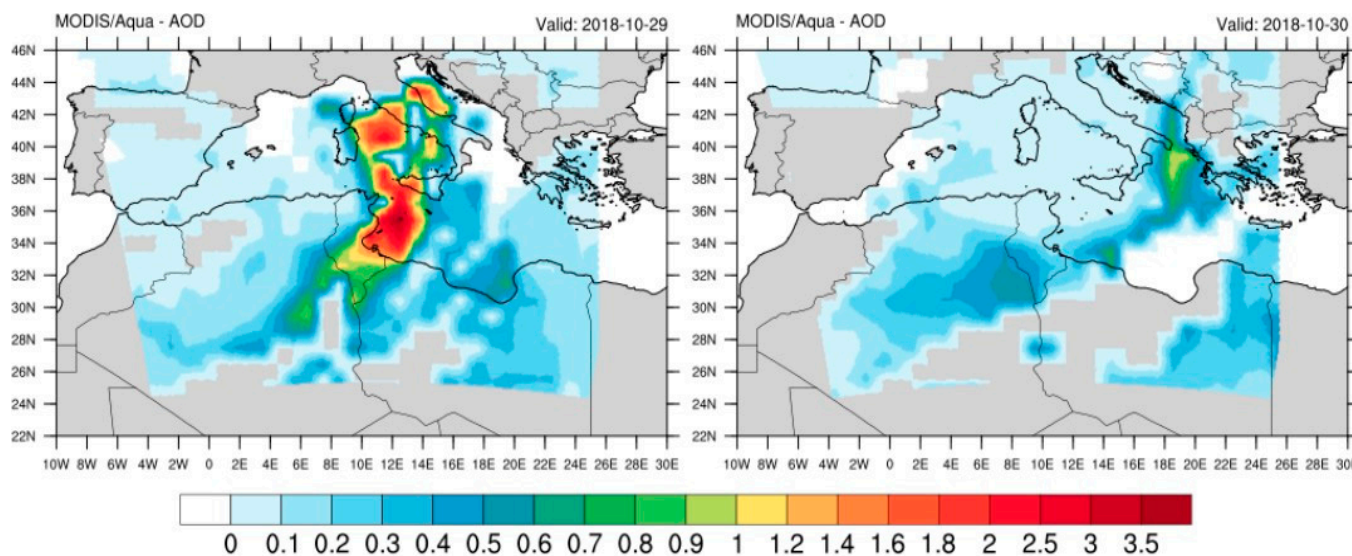 MODIS/Aqua - AOD Valid: 2018-10-29
46N
44N
42N
40N
38N
36N
34N
32N
30N
28N
26N
24N
22N
10W 8W 6W 4W 2W 0 2E 4E 6E 8E 10E 12E 14E 16E 18E 20E 22E 24E 26E 28E 30E
MODIS/Aqua - AOD Valid: 2018-10-30
46N
44N
42N
40N
38N
36N
34N
32N
30N
28N
26N
24N
22N
10W 8W 6W 4W 2W 0 2E 4E 6E 8E 10E 12E 14E 16E 18E 20E 22E 24E 26E 28E 30E
0 0.1 0.2 0.3 0.4 0.5 0.6 0.7 0.8 0.9 1 1.2 1.4 1.6 1.8 2 2.5 3 3.5